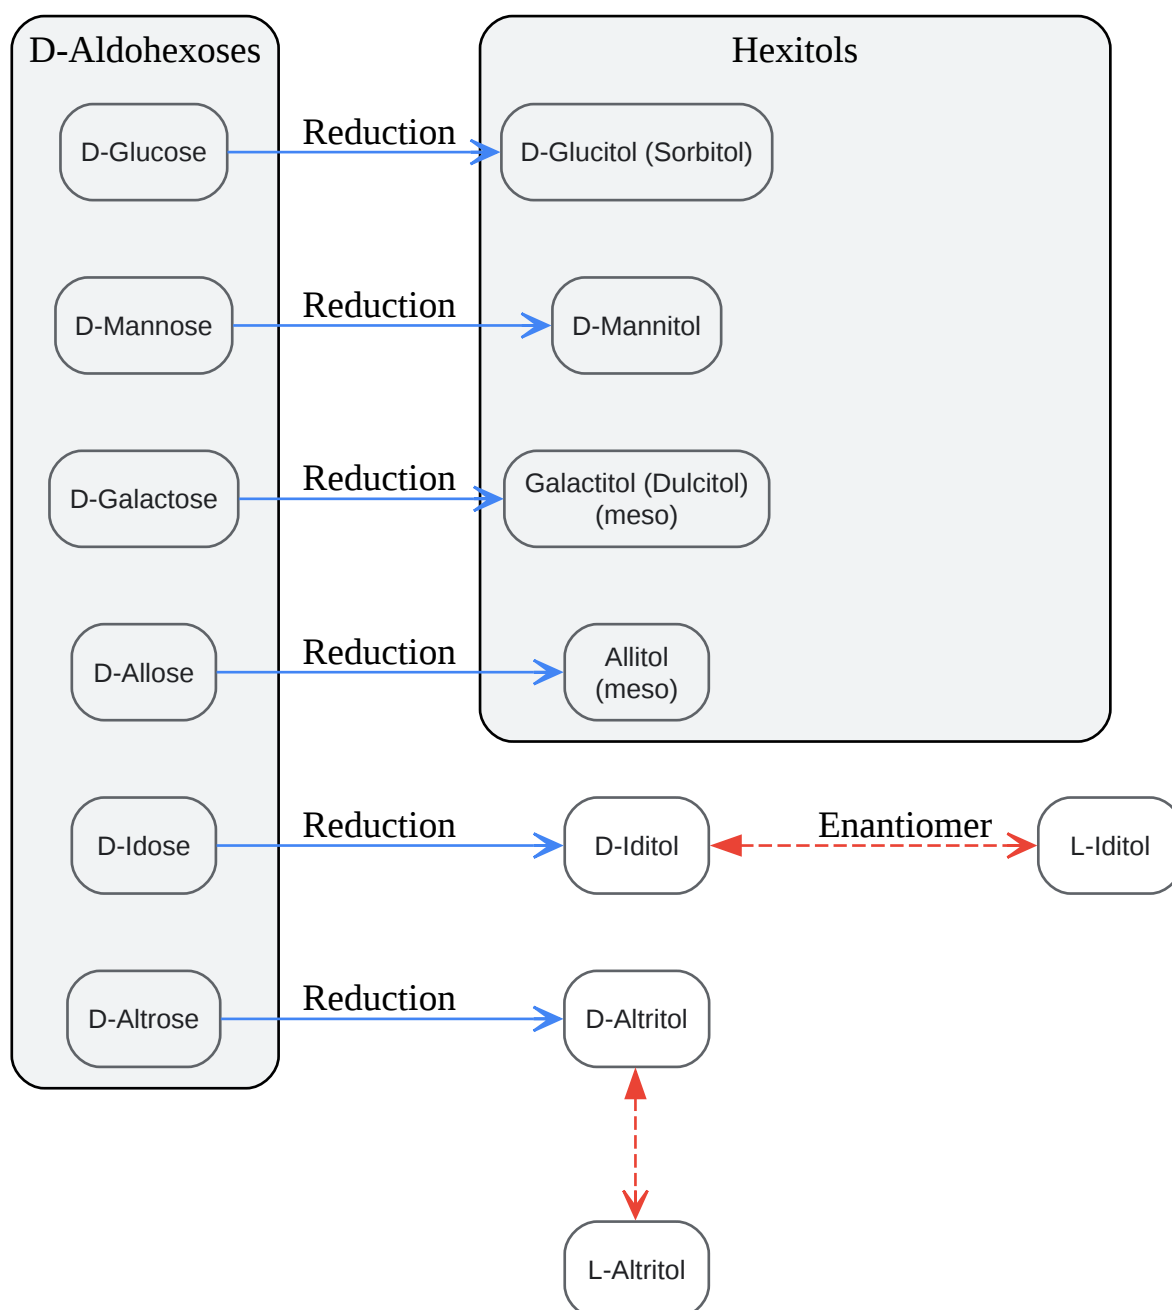 D-Aldohexoses
Hexitols
D-Glucose
Reduction
D-Glucitol (Sorbitol)
D-Mannose
Reduction
D-Mannitol
D-Galactose
Reduction
Galactitol (Dulcitol)
(meso)
D-Allose
Reduction
Allitol
(meso)
D-Idose
Reduction
D-Iditol
Enantiomer
L-Iditol
D-Altrose
Reduction
D-Altritol
L-Altritol